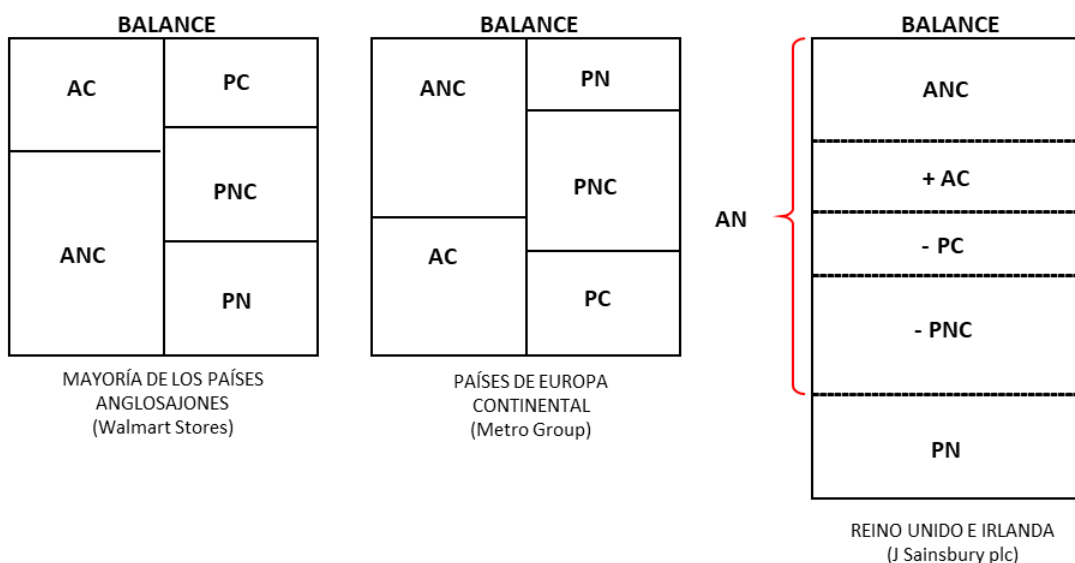 BALANCE
AC
PC
PNC
ANC
PN
MAYORÍA DE LOS PAÍSES
ANGLOSAJONES
(Walmart Stores)
BALANCE
ANC
PN
PNC
AC
PC
PAÍSES DE EUROPA
CONTINENTAL
(Metro Group)
BALANCE
AN
ANC
+ AC
- PC
- PNC
PN
REINO UNIDO E IRLANDA
(J Sainsbury plc)